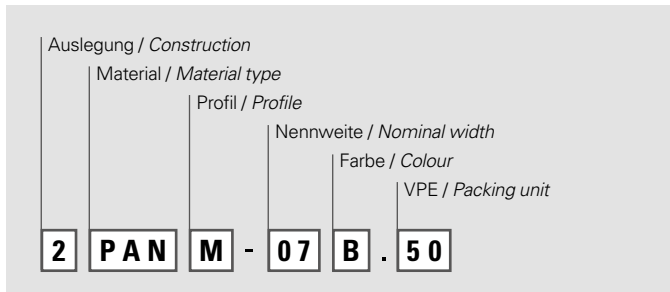 Auslegung / Construction
Material / Material type
Profil / Profile
Nennweite / Nominal width
Farbe / Colour
VPE / Packing unit
2 PAN M - 07 B . 50